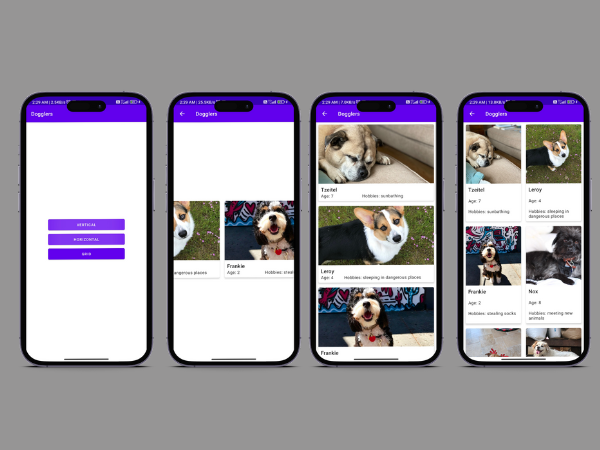 2:29 AM | 3.5KB/s
Dogglers
VERTICAL
HORIZONTAL
GRID
2:29 AM | 25.5KB/s
Dogglers
dangerous places
Frankie
Age: 2
Hobbies: steal
2:29 AM | 7.0KB/s
Dogglers
Tzeitel
Age: 7
Hobbies: sunbathing
Leroy
Age: 4
Hobbies: sleeping in dangerous places
Frankie
2:29 AM | 13.8KB/s
Dogglers
Tzeitel
Age: 7
Hobbies: sunbathing
Leroy
Age: 4
Hobbies: sleeping in
dangerous places
Frankie
Age: 2
Hobbies: stealing socks
Nox
Age: 8
Hobbies: meeting new
animals